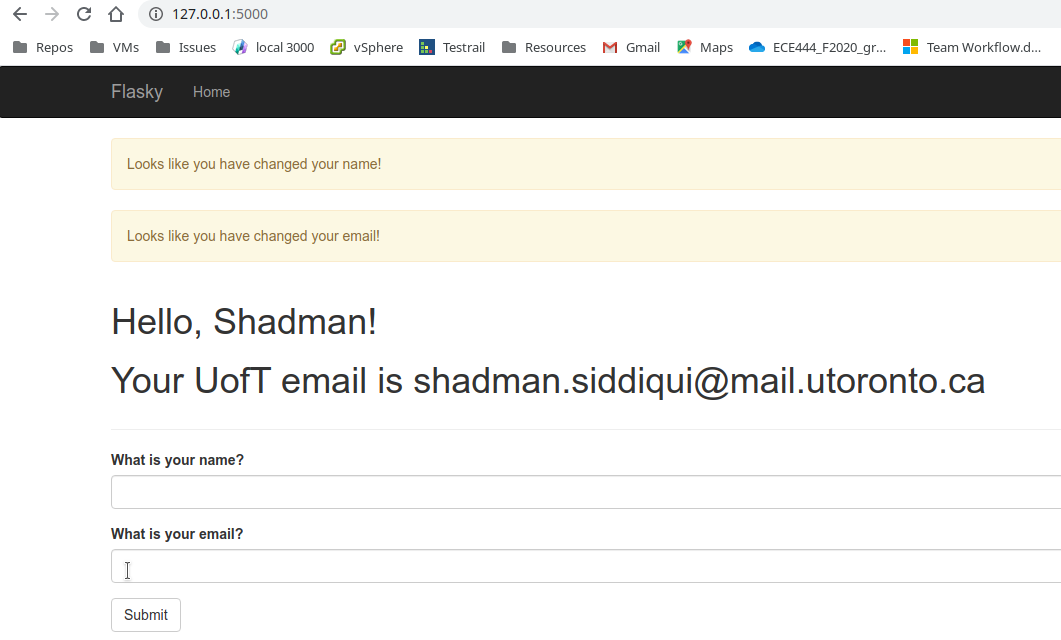 127.0.0.1:5000
Repos VMs Issues local 3000 vSphere Testrail Resources Gmail Maps ECE444_F2020_gr... Team Workflow.d...
Flasky Home
Looks like you have changed your name!
Looks like you have changed your email!
Hello, Shadman!
Your UofT email is shadman.siddiqui@mail.utoronto.ca
What is your name?
What is your email?
Submit